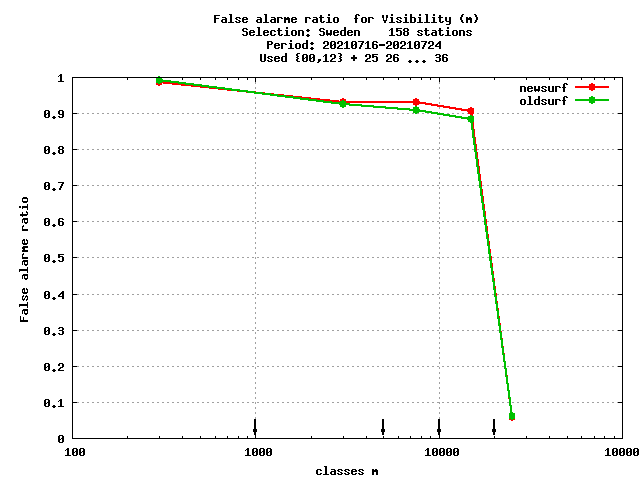 False alarme ratio  for Visibility (m)
Selection: Sweden    158 stations
Period: 20210716-20210724
Used {00,12} + 25 26 ... 36
newsurf
oldsurf
1
0.9
0.8
0.7
0.6
0.5
0.4
0.3
0.2
0.1
0
False alarme ratio
100
1000
10000
10000
classes m